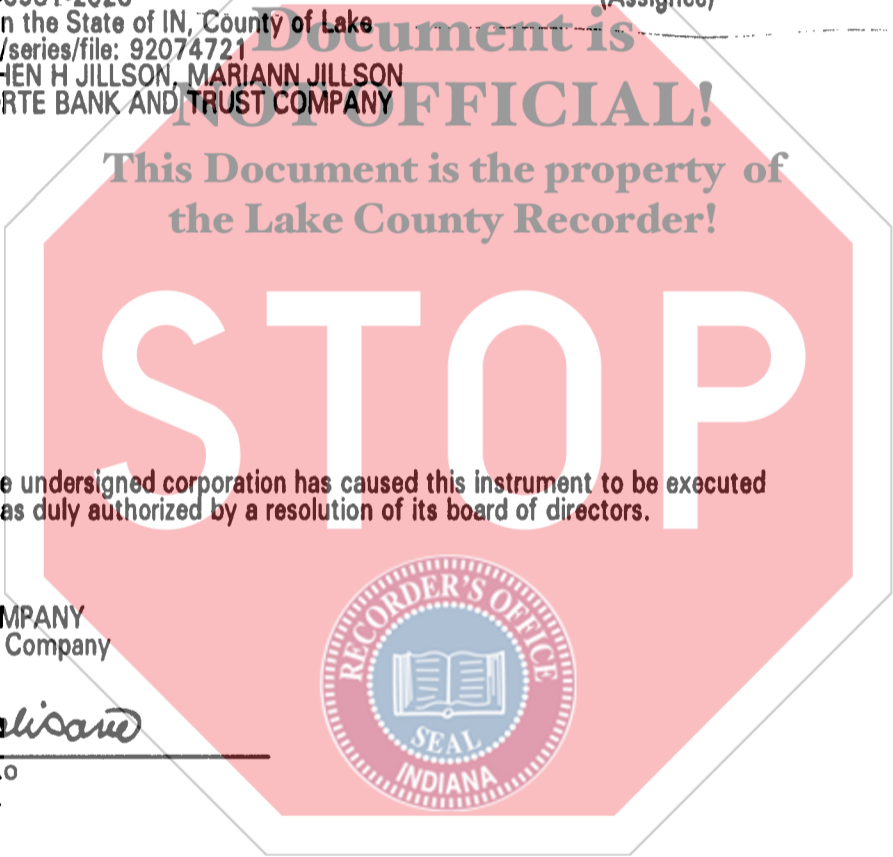 (Assignee)
n the State of IN, County of Lake
/series/file: 92074721
HEN H JILLSON, MARIANN JILLSON
RTE BANK AND TRUST COMPANY
Document is
NOT OFFICIAL!
This Document is the property of
the Lake County Recorder!
STOP
e undersigned corporation has caused this instrument to be executed
as duly authorized by a resolution of its board of directors.
MPANY
Company
RECORDER'S OFFICE
SEAL
INDIANA